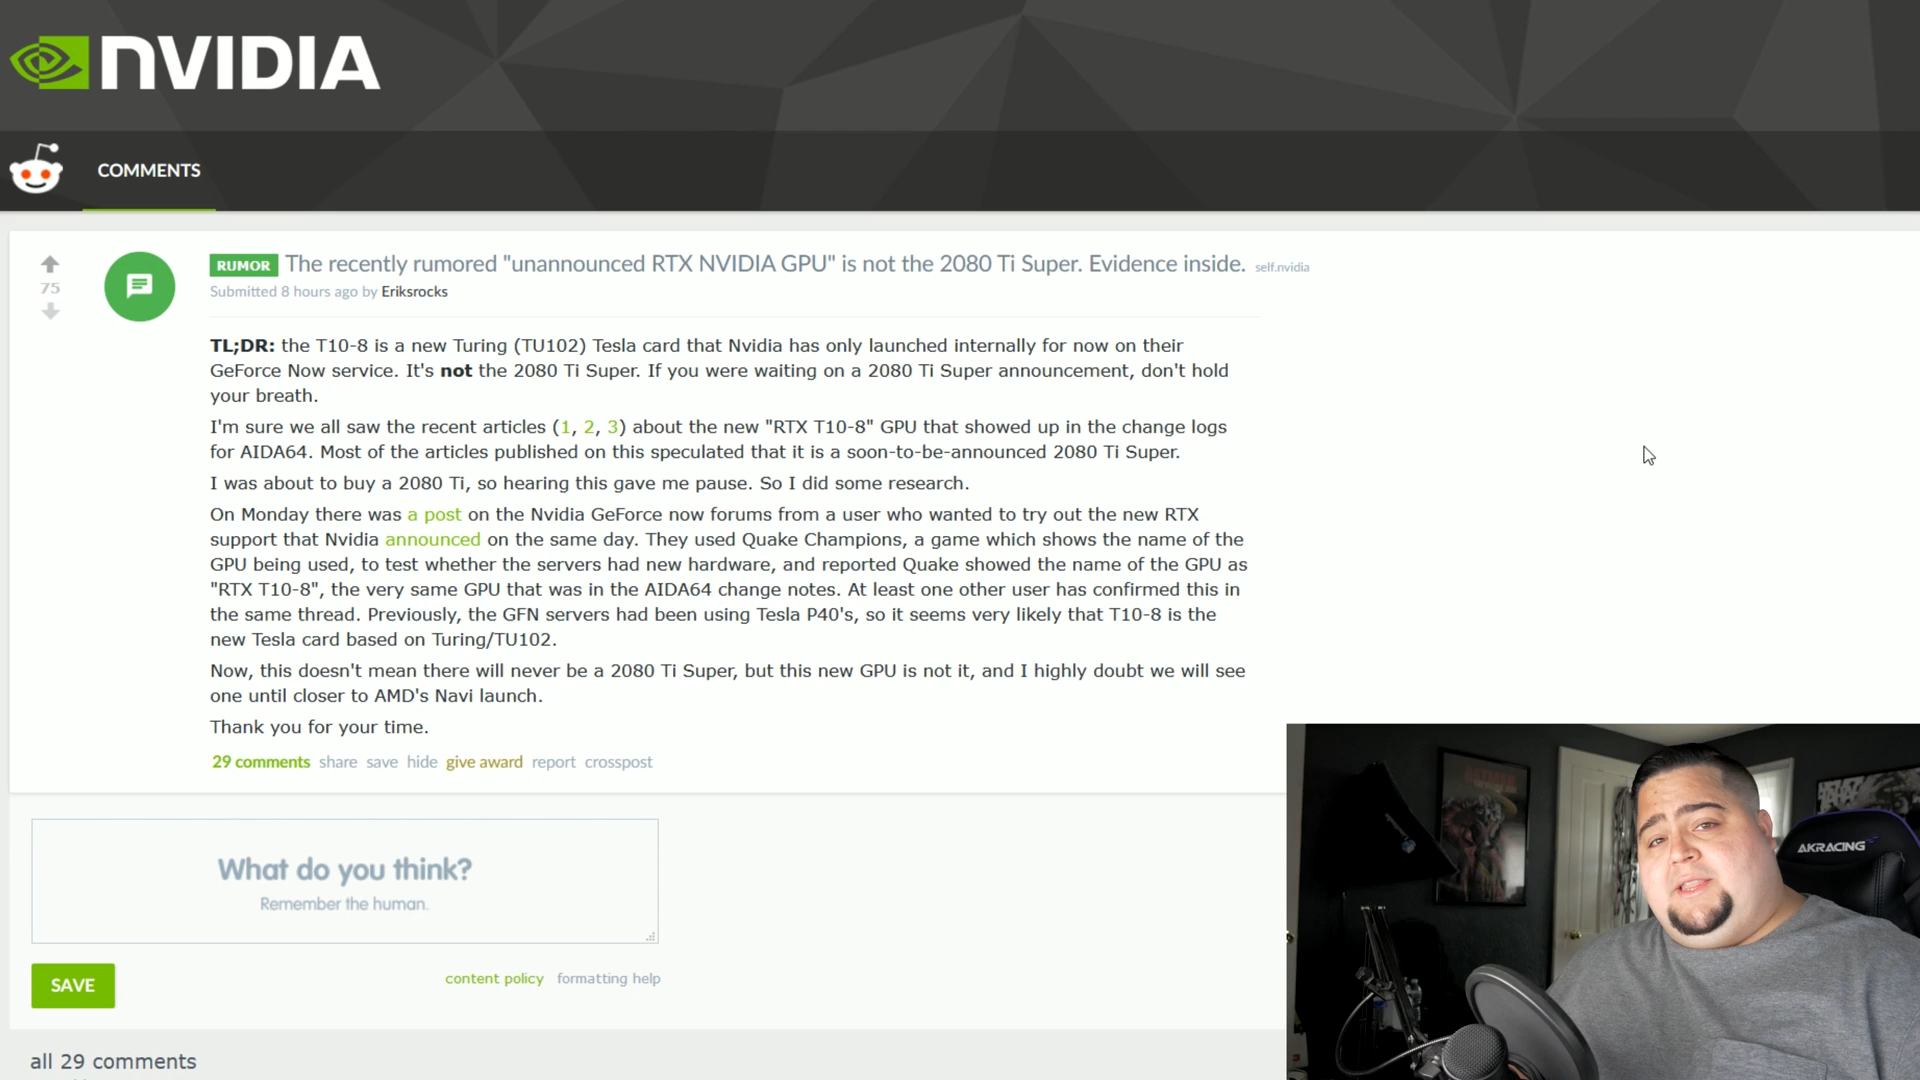 NVIDIA
COMMENTS
75
RUMOR The recently rumored "unannounced RTX NVIDIA GPU" is not the 2080 Ti Super. Evidence inside. self.nvidia
Submitted 8 hours ago by Eriksrocks
TL;DR: the T10-8 is a new Turing (TU102) Tesla card that Nvidia has only launched internally for now on their
GeForce Now service. It's not the 2080 Ti Super. If you were waiting on a 2080 Ti Super announcement, don't hold
your breath.
I'm sure we all saw the recent articles (1, 2, 3) about the new "RTX T10-8" GPU that showed up in the change logs
for AIDA64. Most of the articles published on this speculated that it is a soon-to-be-announced 2080 Ti Super.
I was about to buy a 2080 Ti, so hearing this gave me pause. So I did some research.
On Monday there was a post on the Nvidia GeForce now forums from a user who wanted to try out the new RTX
support that Nvidia announced on the same day. They used Quake Champions, a game which shows the name of the
GPU being used, to test whether the servers had new hardware, and reported Quake showed the name of the GPU as
"RTX T10-8", the very same GPU that was in the AIDA64 change notes. At least one other user has confirmed this in
the same thread. Previously, the GFN servers had been using Tesla P40's, so it seems very likely that T10-8 is the
new Tesla card based on Turing/TU102.
Now, this doesn't mean there will never be a 2080 Ti Super, but this new GPU is not it, and I highly doubt we will see
one until closer to AMD's Navi launch.
Thank you for your time.
29 comments share save hide give award report crosspost
What do you think?
Remember the human.
SAVE
content policy formatting help
all 29 comments
AKRACING